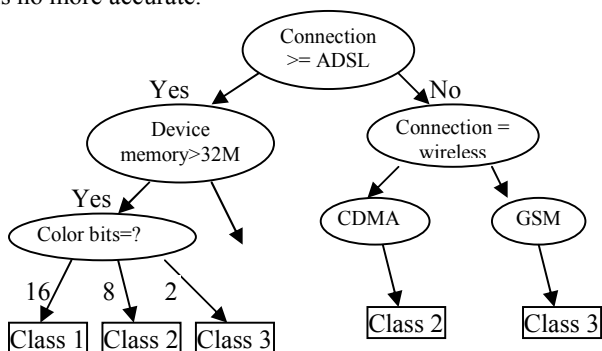 s no more accurate.
Connection
>= ADSL
Yes
No
Device
memory>32M
Connection =
wireless
Yes
CDMA
GSM
Color bits=?
16
8
2
Class 1
Class 2
Class 3
Class 2
Class 3